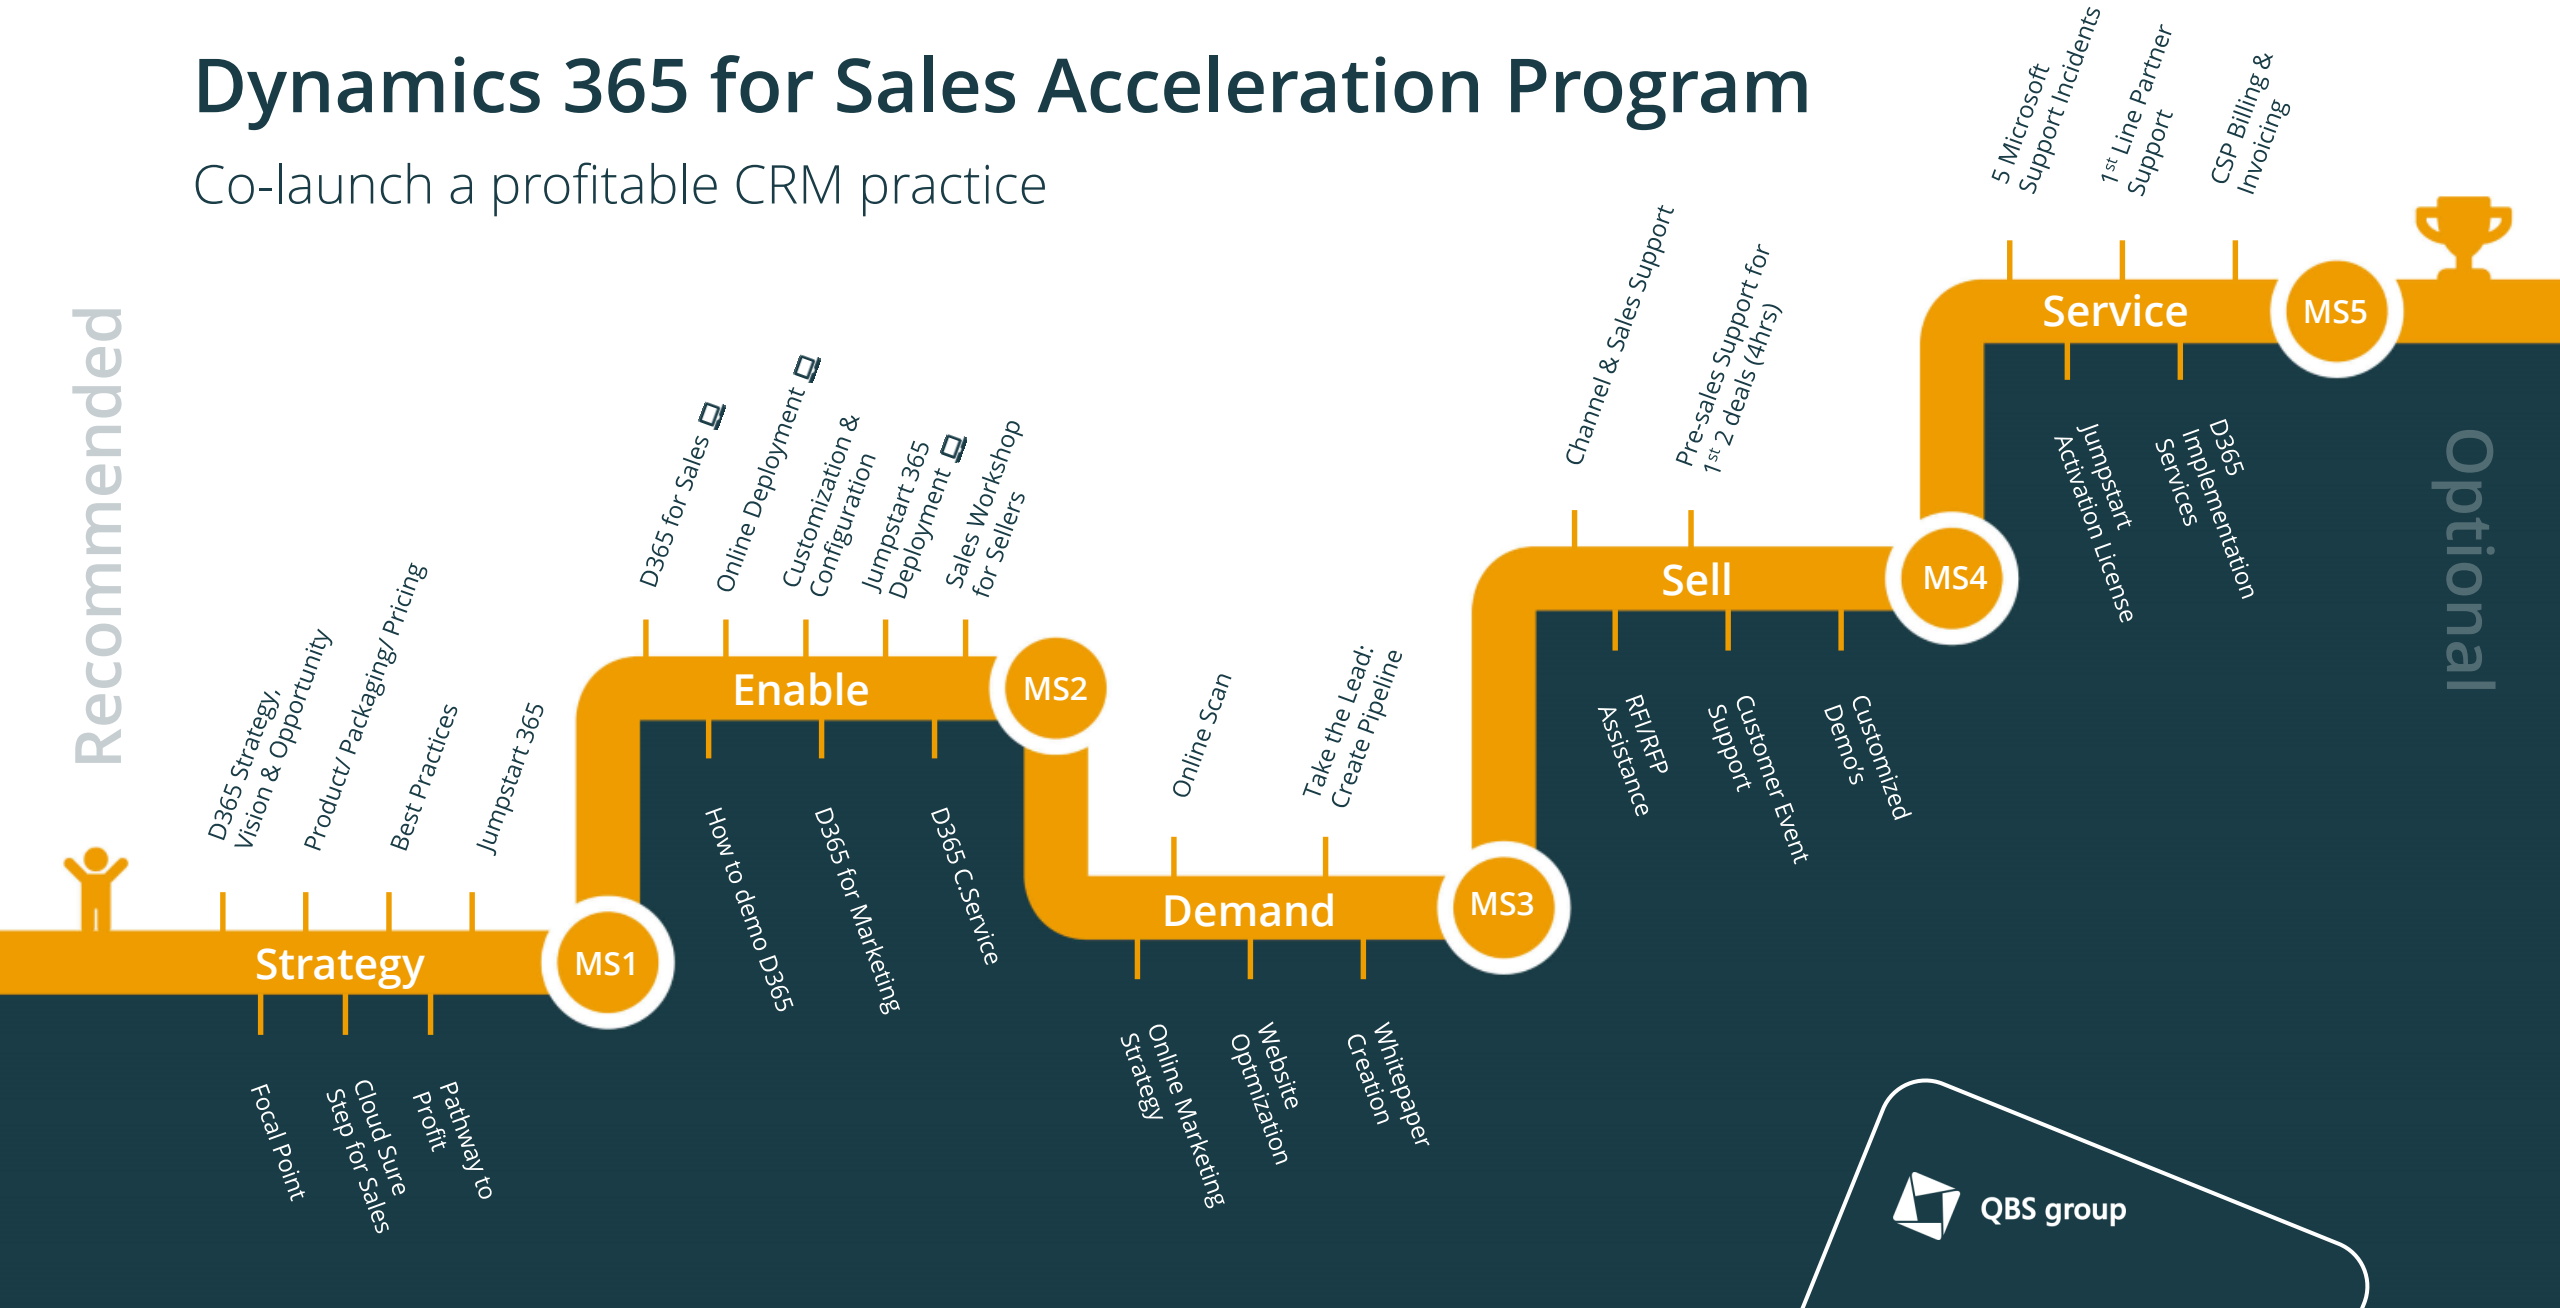 Dynamics 365 for Sales Acceleration Program
Co-launch a profitable CRM practice
Recommended
Optional
D365 Strategy,
Vision & Opportunity
Product/ Packaging/ Pricing
Best Practices
Jumpstart 365
Strategy
MS1
Focal Point
Cloud Sure
Step for Sales
Pathway to
Profit
D365 for Sales
Online Deployment
Customization &
Configuration
Jumpstart 365
Deployment
Sales Workshop
for Sellers
Enable
MS2
How to demo D365
D365 for Marketing
D365 C.Service
Online Scan
Take the Lead:
Create Pipeline
Demand
MS3
Online Marketing
Strategy
Website
Optmization
Whitepaper
Creation
Channel & Sales Support
Pre-sales Support for
1st 2 deals (4hrs)
Sell
MS4
RFI/RFP
Assistance
Customer Event
Support
Customized
Demo's
5 Microsoft
Support Incidents
1st Line Partner
Support
CSP Billing &
Invoicing
Service
MS5
Jumpstart
Activation License
D365
Implementation
Services
QBS group